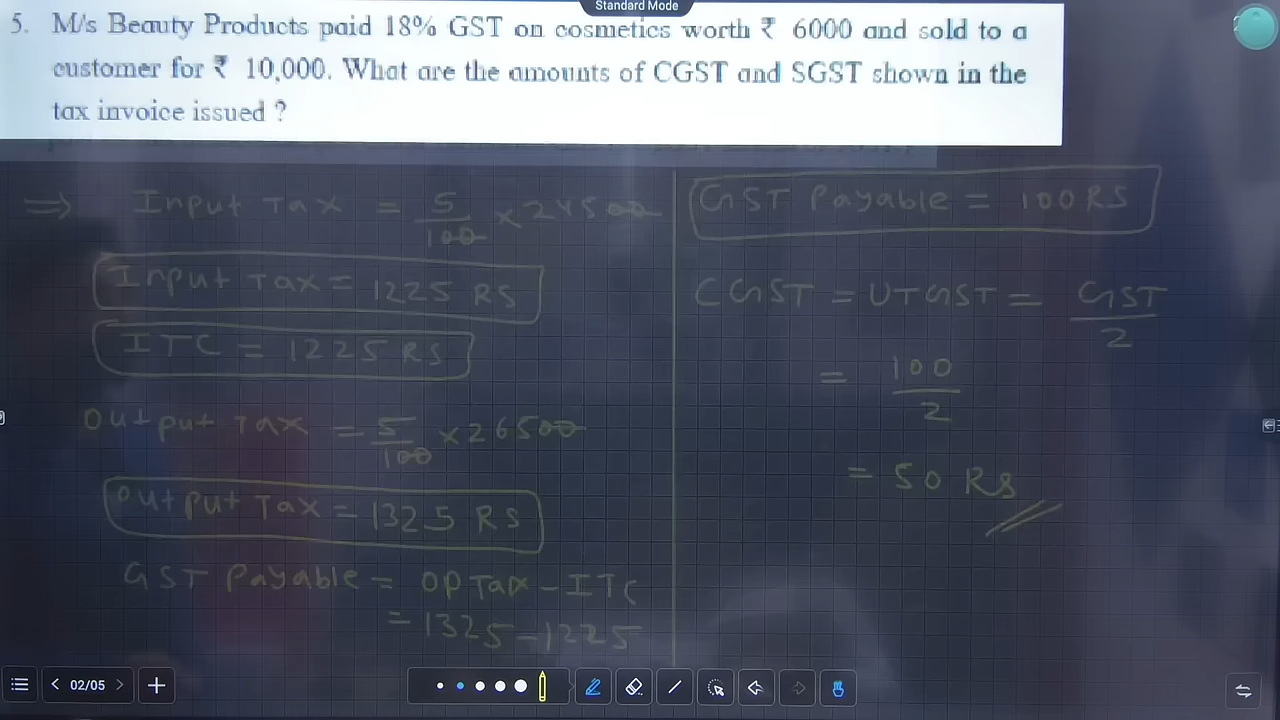 Standard Mode
5. M/s Beauty Products paid 18% GST on cosmetics worth ₹ 6000 and sold to a
customer for ₹ 10,000. What are the amounts of CGST and SGST shown in the
tax invoice issued ?
⇒ Input Tax = 5/100 × 24500
Input Tax = 1225 RS
ITC = 1225 RS
Output Tax = 5/100 × 26500
Output Tax = 1325 RS
GST Payable = OP Tax - ITC
= 1325 - 1225
GST Payable = 100 RS
CGST = UTGST = GST/2
= 100/2
= 50 Rs
02/05